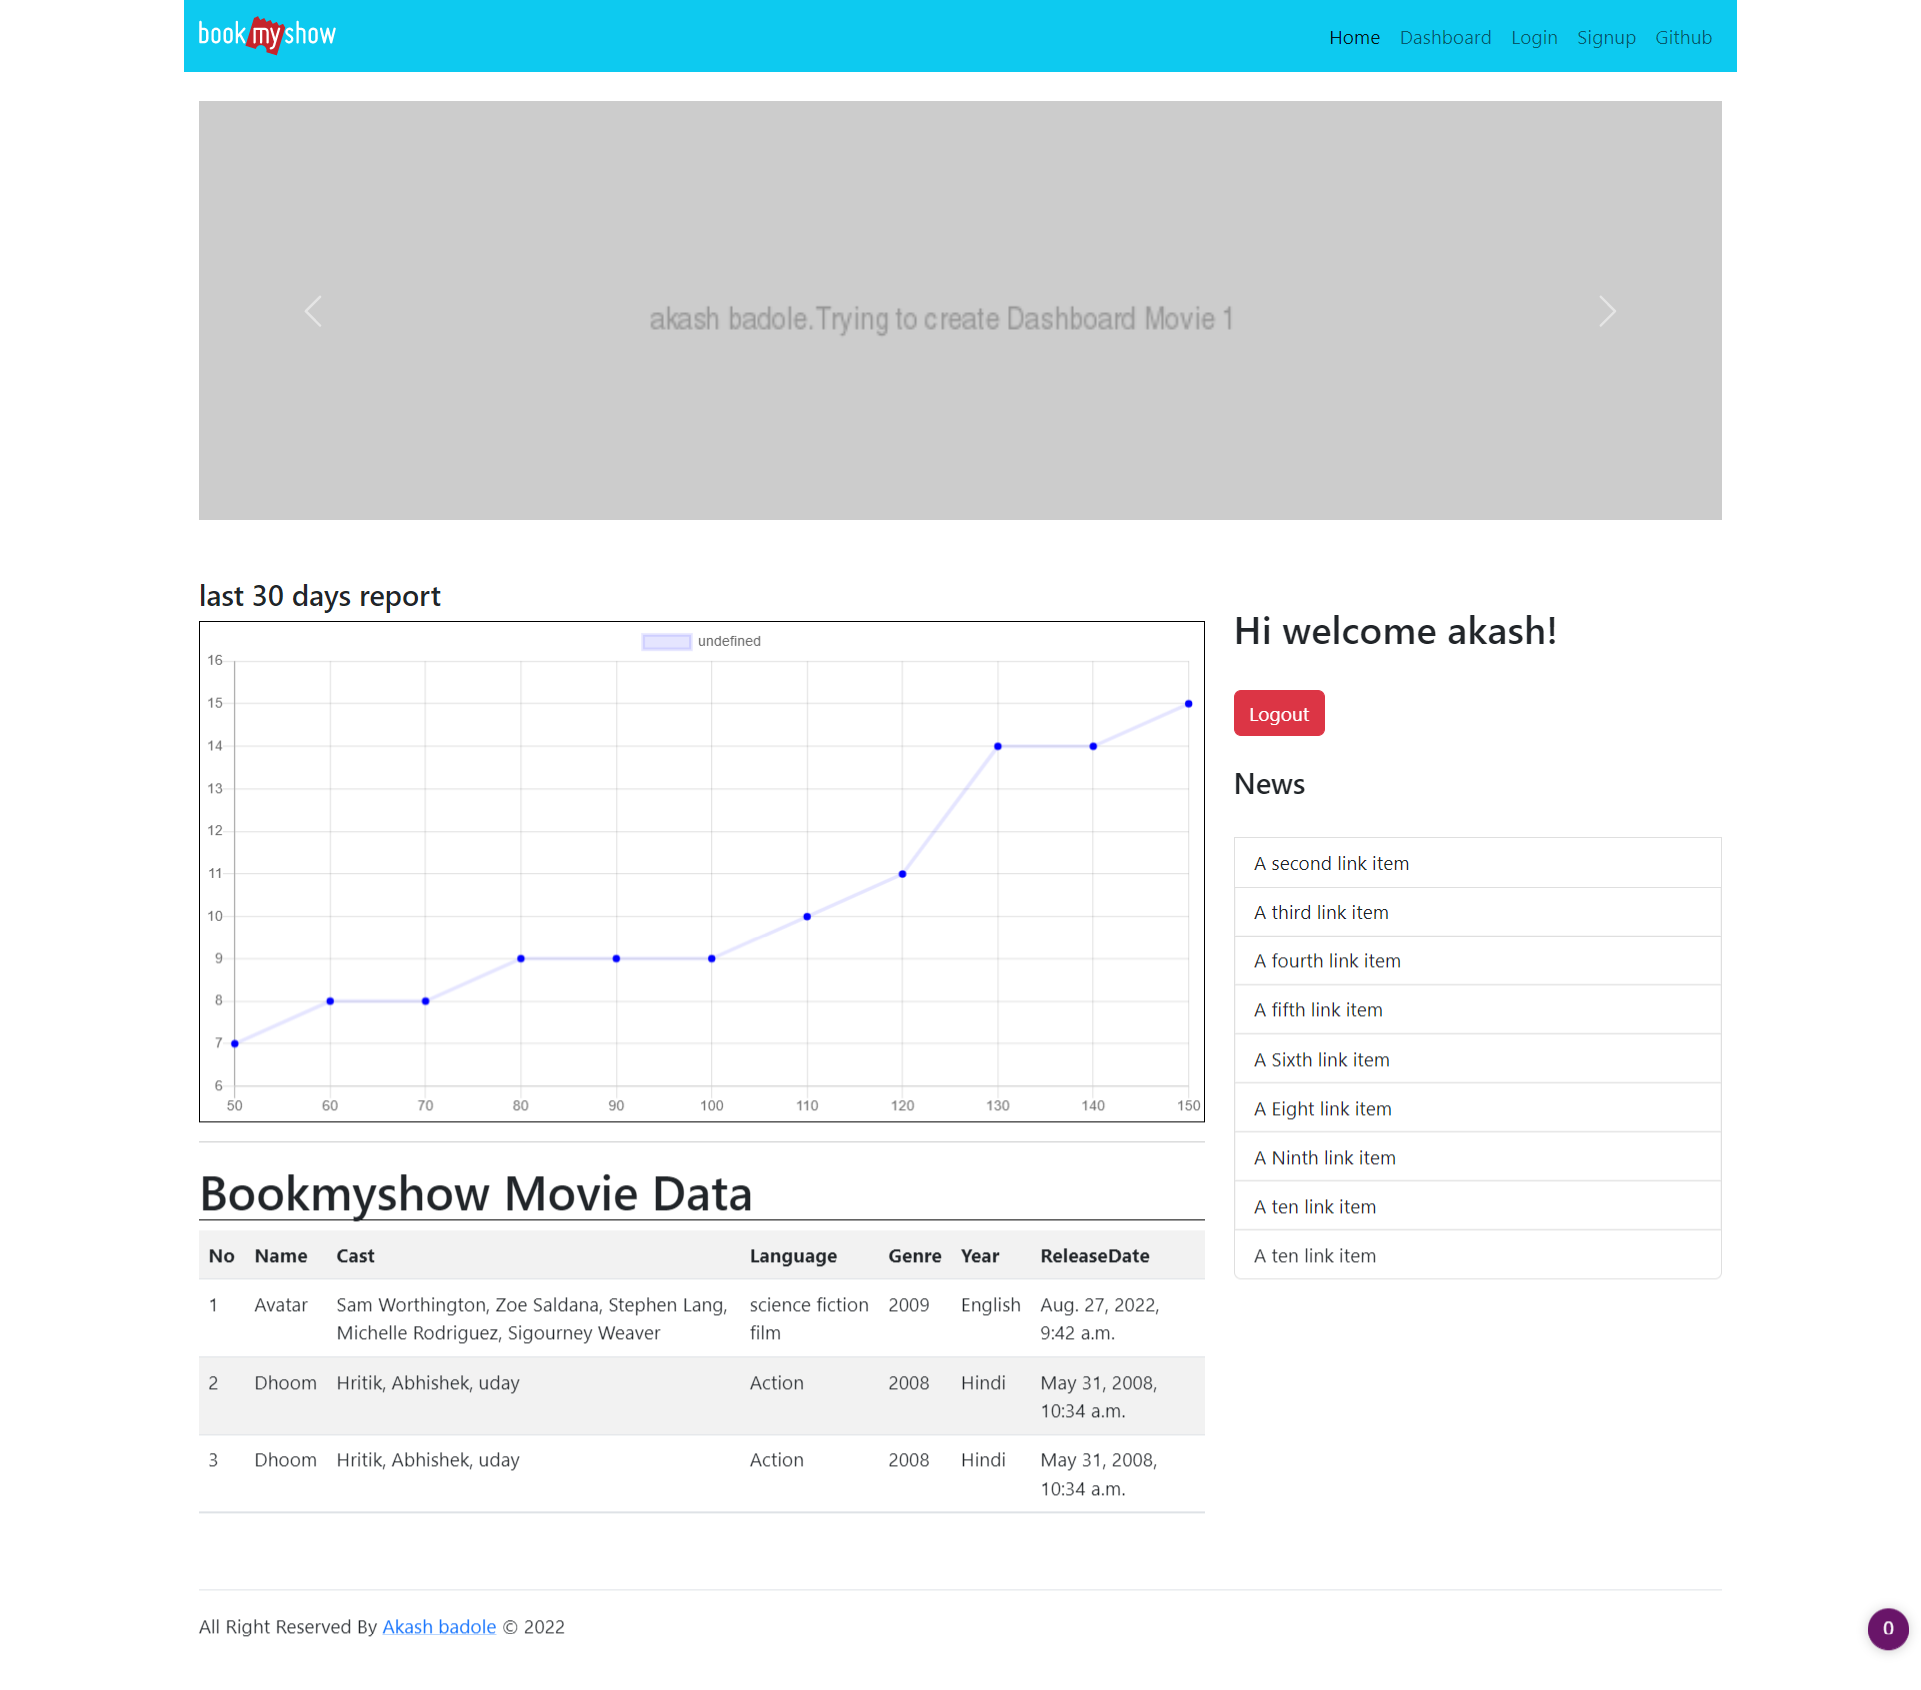 bookmyshow
Home Dashboard Login Signup Github
akash badole.Trying to create Dashboard Movie 1
last 30 days report
undefined
16
15
14
13
12
11
10
9
8
7
6
50 60 70 80 90 100 110 120 130 140 150
Hi welcome akash!
Logout
News
A second link item
A third link item
A fourth link item
A fifth link item
A Sixth link item
A Eight link item
A Ninth link item
A ten link item
A ten link item
Bookmyshow Movie Data
No Name Cast Language Genre Year ReleaseDate
1 Avatar Sam Worthington, Zoe Saldana, Stephen Lang, science fiction 2009 English Aug. 27, 2022,
Michelle Rodriguez, Sigourney Weaver film 9:42 a.m.
2 Dhoom Hritik, Abhishek, uday Action 2008 Hindi May 31, 2008,
10:34 a.m.
3 Dhoom Hritik, Abhishek, uday Action 2008 Hindi May 31, 2008,
10:34 a.m.
All Right Reserved By Akash badole © 2022
0